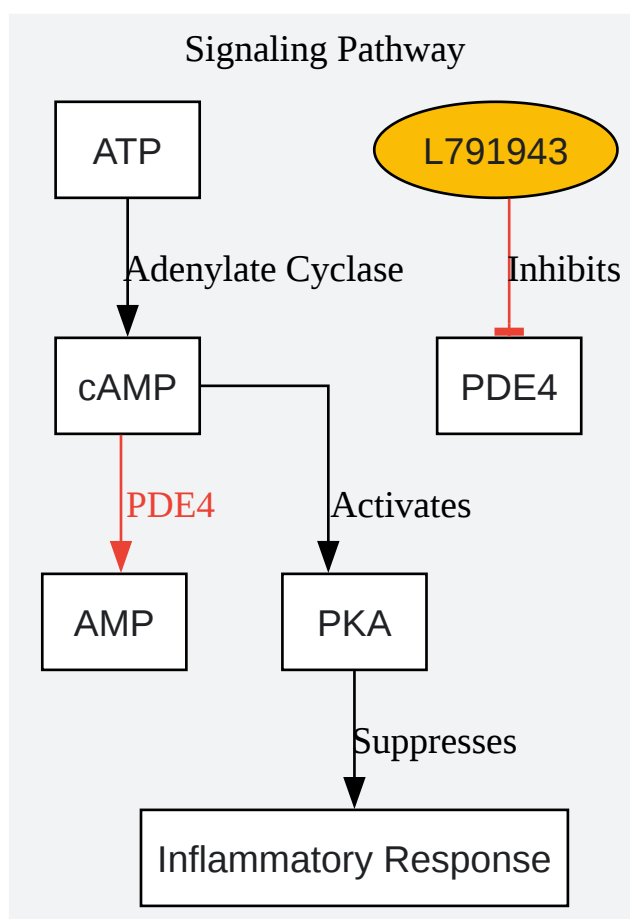 Signaling Pathway
ATP
L791943
Adenylate Cyclase
Inhibits
cAMP
PDE4
PDE4
Activates
AMP
PKA
Suppresses
Inflammatory Response